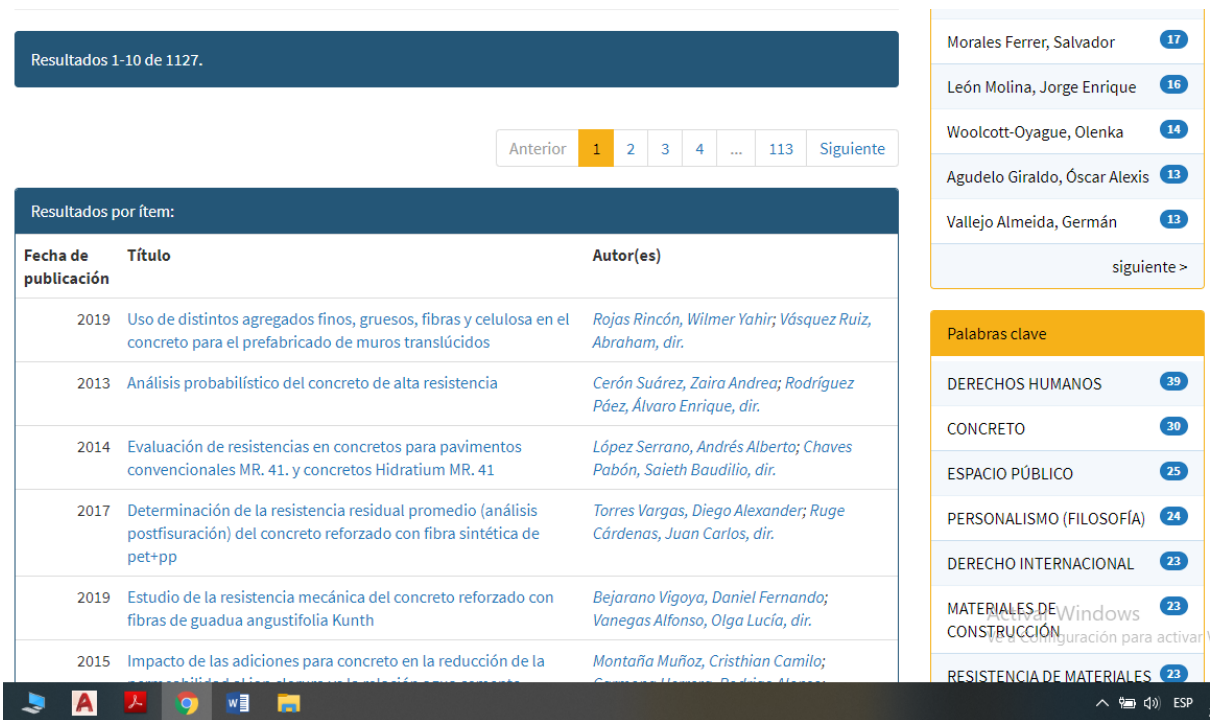 Resultados 1-10 de 1127.
Anterior 1 2 3 4 ... 113 Siguiente
Resultados por ítem:
Fecha de publicación Título Autor(es)
2019 Uso de distintos agregados finos, gruesos, fibras y celulosa en el Rojas Rincón, Wilmer Yahir; Vásquez Ruiz,
concreto para el prefabricado de muros translúcidos Abraham, dir.
2013 Análisis probabilístico del concreto de alta resistencia Cerón Suárez, Zaira Andrea; Rodríguez
Páez, Álvaro Enrique, dir.
2014 Evaluación de resistencias en concretos para pavimentos López Serrano, Andrés Alberto; Chaves
convencionales MR. 41. y concretos Hidratium MR. 41 Pabón, Saieth Baudilio, dir.
2017 Determinación de la resistencia residual promedio (análisis Torres Vargas, Diego Alexander; Ruge
postfisuración) del concreto reforzado con fibra sintética de Cárdenas, Juan Carlos, dir.
pet+pp
2019 Estudio de la resistencia mecánica del concreto reforzado con Bejarano Vigoya, Daniel Fernando;
fibras de guadua angustifolia Kunth Vanegas Alfonso, Olga Lucía, dir.
2015 Impacto de las adiciones para concreto en la reducción de la Montaña Muñoz, Cristhian Camilo;
Morales Ferrer, Salvador 17
León Molina, Jorge Enrique 16
Woolcott-Oyague, Olenka 14
Agudelo Giraldo, Óscar Alexis 13
Vallejo Almeida, Germán 13
siguiente >
Palabras clave
DERECHOS HUMANOS 39
CONCRETO 30
ESPACIO PÚBLICO 25
PERSONALISMO (FILOSOFÍA) 24
DERECHO INTERNACIONAL 23
MATERIALES DE 23
CONSTRUCCIÓN
RESISTENCIA DE MATERIALES 23
Activar Windows
Ve a Configuración para activar
ESP